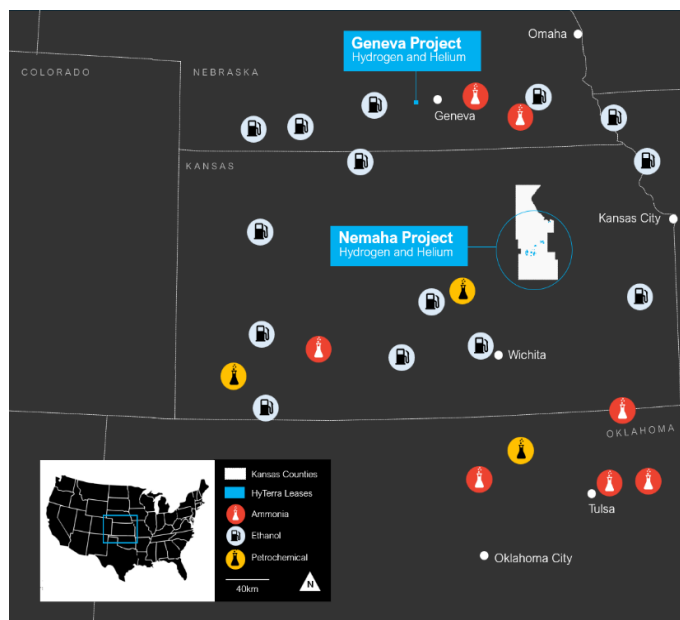 Omaha
Geneva Project
Hydrogen and Helium
COLORADO
NEBRASKA
Geneva
KANSAS
Kansas City
Nemaha Project
Hydrogen and Helium
Wichita
OKLAHOMA
Kansas Counties
HyTerra Leases
Ammonia
Ethanol
Petrochemical
40km
N
Tulsa
Oklahoma City